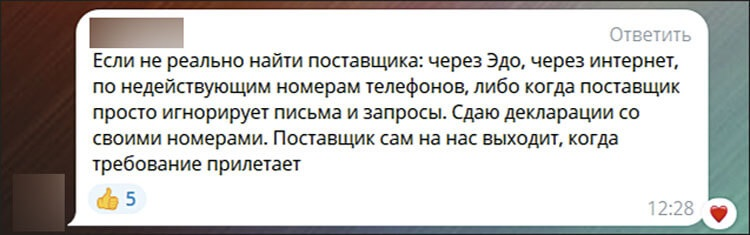 Ответить
Если не реально найти поставщика: через Эдо, через интернет,
по недействующим номерам телефонов, либо когда поставщик
просто игнорирует письма и запросы. Сдаю декларации со
своими номерами. Поставщик сам на нас выходит, когда
требование прилетает
👍 5
12:28